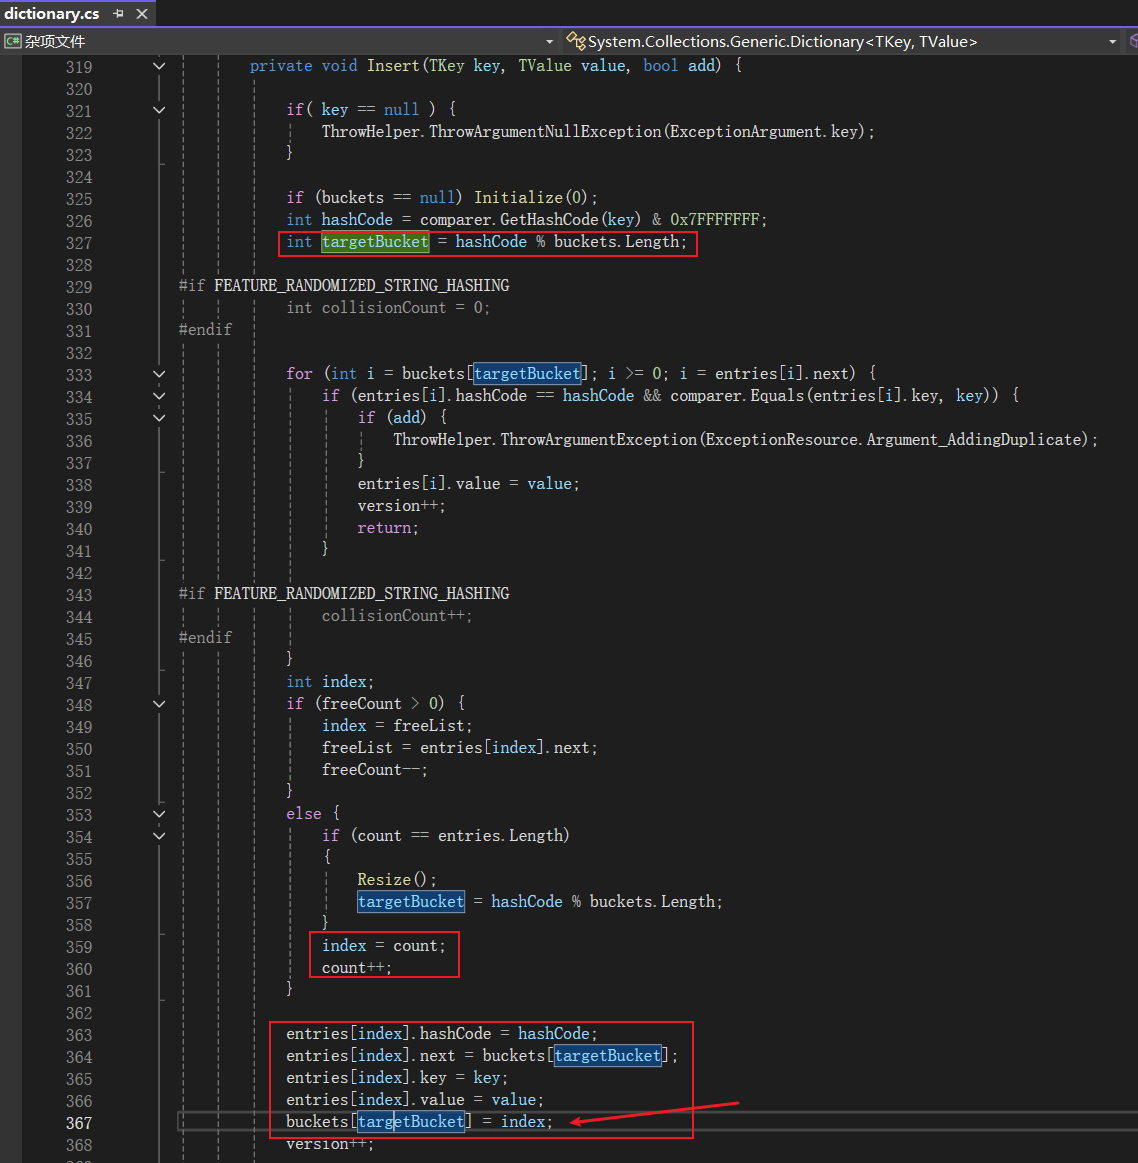 dictionary.cs
C# 杂项文件 System.Collections.Generic.Dictionary<TKey, TValue>
319 private void Insert(TKey key, TValue value, bool add) {
320
321 if( key == null ) {
322 ThrowHelper.ThrowArgumentNullException(ExceptionArgument.key);
323 }
324
325 if (buckets == null) Initialize(0);
326 int hashCode = comparer.GetHashCode(key) & 0x7FFFFFFF;
327 int targetBucket = hashCode % buckets.Length;
328
329 #if FEATURE_RANDOMIZED_STRING_HASHING
330 int collisionCount = 0;
331 #endif
332
333 for (int i = buckets[targetBucket]; i >= 0; i = entries[i].next) {
334 if (entries[i].hashCode == hashCode && comparer.Equals(entries[i].key, key)) {
335 if (add) {
336 ThrowHelper.ThrowArgumentException(ExceptionResource.Argument_AddingDuplicate);
337 }
338 entries[i].value = value;
339 version++;
340 return;
341 }
342
343 #if FEATURE_RANDOMIZED_STRING_HASHING
344 collisionCount++;
345 #endif
346 }
347 int index;
348 if (freeCount > 0) {
349 index = freeList;
350 freeList = entries[index].next;
351 freeCount--;
352 }
353 else {
354 if (count == entries.Length)
355 {
356 Resize();
357 targetBucket = hashCode % buckets.Length;
358 }
359 index = count;
360 count++;
361 }
362
363 entries[index].hashCode = hashCode;
364 entries[index].next = buckets[targetBucket];
365 entries[index].key = key;
366 entries[index].value = value;
367 buckets[targetBucket] = index;
368 version++;